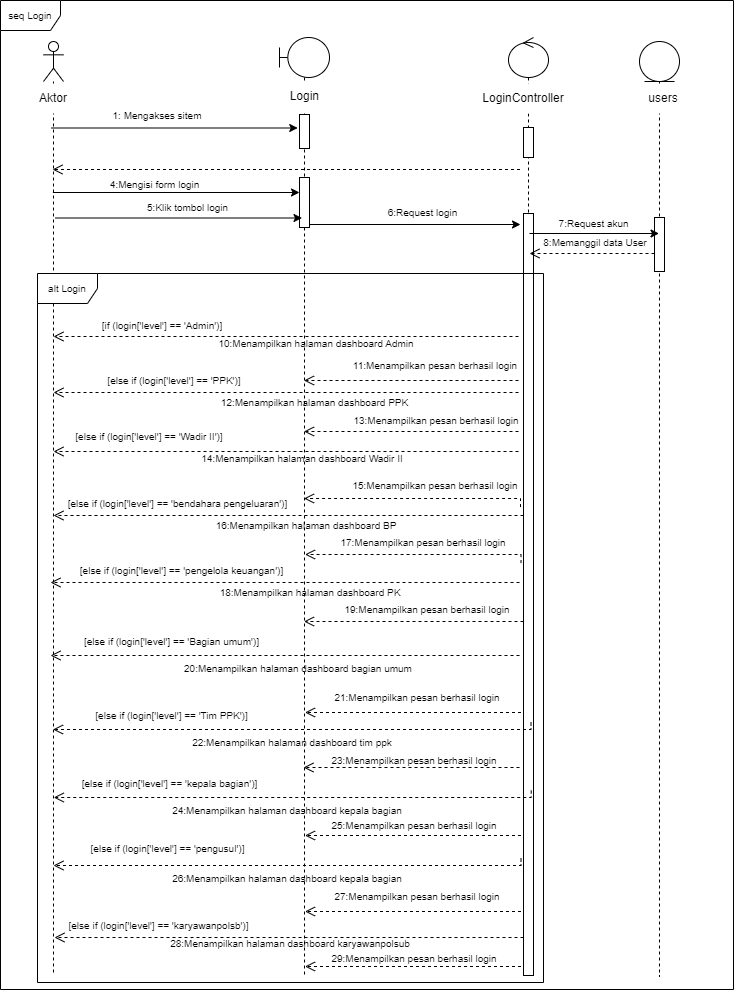 seq Login
Aktor
Login
LoginController
users
1: Mengakses sitem
4:Mengisi form login
5:Klik tombol login
6:Request login
7:Request akun
8:Memanggil data User
alt Login
[if (login['level'] == 'Admin')]
10:Menampilkan halaman dashboard Admin
11:Menampilkan pesan berhasil login
[else if (login['level'] == 'PPK')]
12:Menampilkan halaman dashboard PPK
13:Menampilkan pesan berhasil login
[else if (login['level'] == 'Wadir II')]
14:Menampilkan halaman dashboard Wadir II
15:Menampilkan pesan berhasil login
[else if (login['level'] == 'bendahara pengeluaran')]
16:Menampilkan halaman dashboard BP
17:Menampilkan pesan berhasil login
[else if (login['level'] == 'pengelola keuangan')]
18:Menampilkan halaman dashboard PK
19:Menampilkan pesan berhasil login
[else if (login['level'] == 'Bagian umum')]
20:Menampilkan halaman dashboard bagian umum
21:Menampilkan pesan berhasil login
[else if (login['level'] == 'Tim PPK')]
22:Menampilkan halaman dashboard tim ppk
23:Menampilkan pesan berhasil login
[else if (login['level'] == 'kepala bagian')]
24:Menampilkan halaman dashboard kepala bagian
25:Menampilkan pesan berhasil login
[else if (login['level'] == 'pengusul')]
26:Menampilkan halaman dashboard kepala bagian
27:Menampilkan pesan berhasil login
[else if (login['level'] == 'karyawanpolsb')]
28:Menampilkan halaman dashboard karyawanpolsub
29:Menampilkan pesan berhasil login